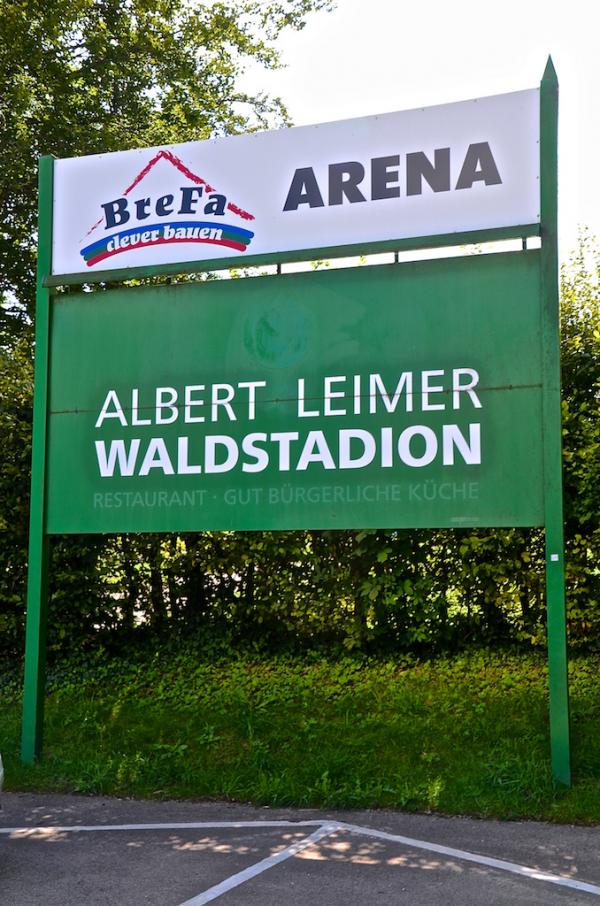 BreFa
clever bauen
ARENA
ALBERT LEIMER
WALDSTADION
RESTAURANT · GUT BÜRGERLICHE KÜCHE